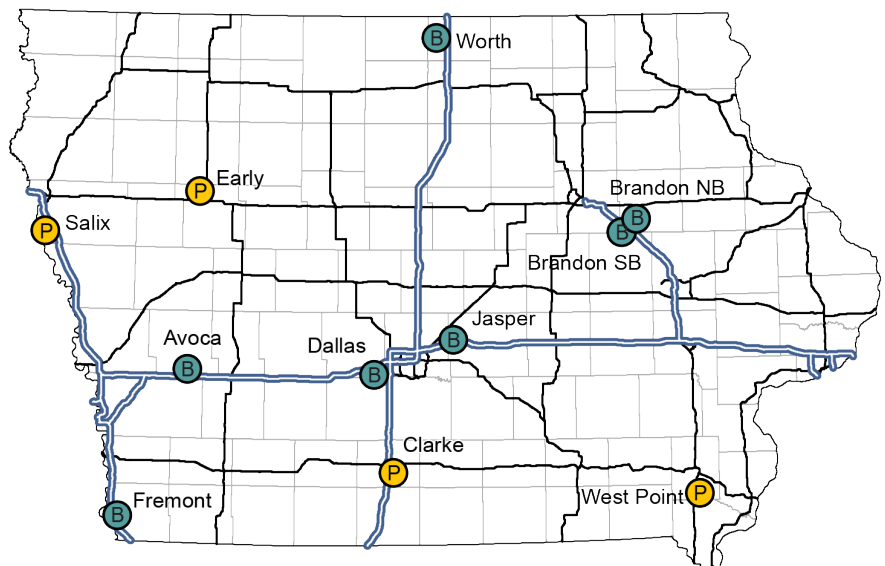 B
Worth
P
Early
Brandon NB
B
P
Salix
B
Brandon SB
Jasper
B
Avoca
B
Dallas
B
Clarke
P
West Point
P
Fremont
B